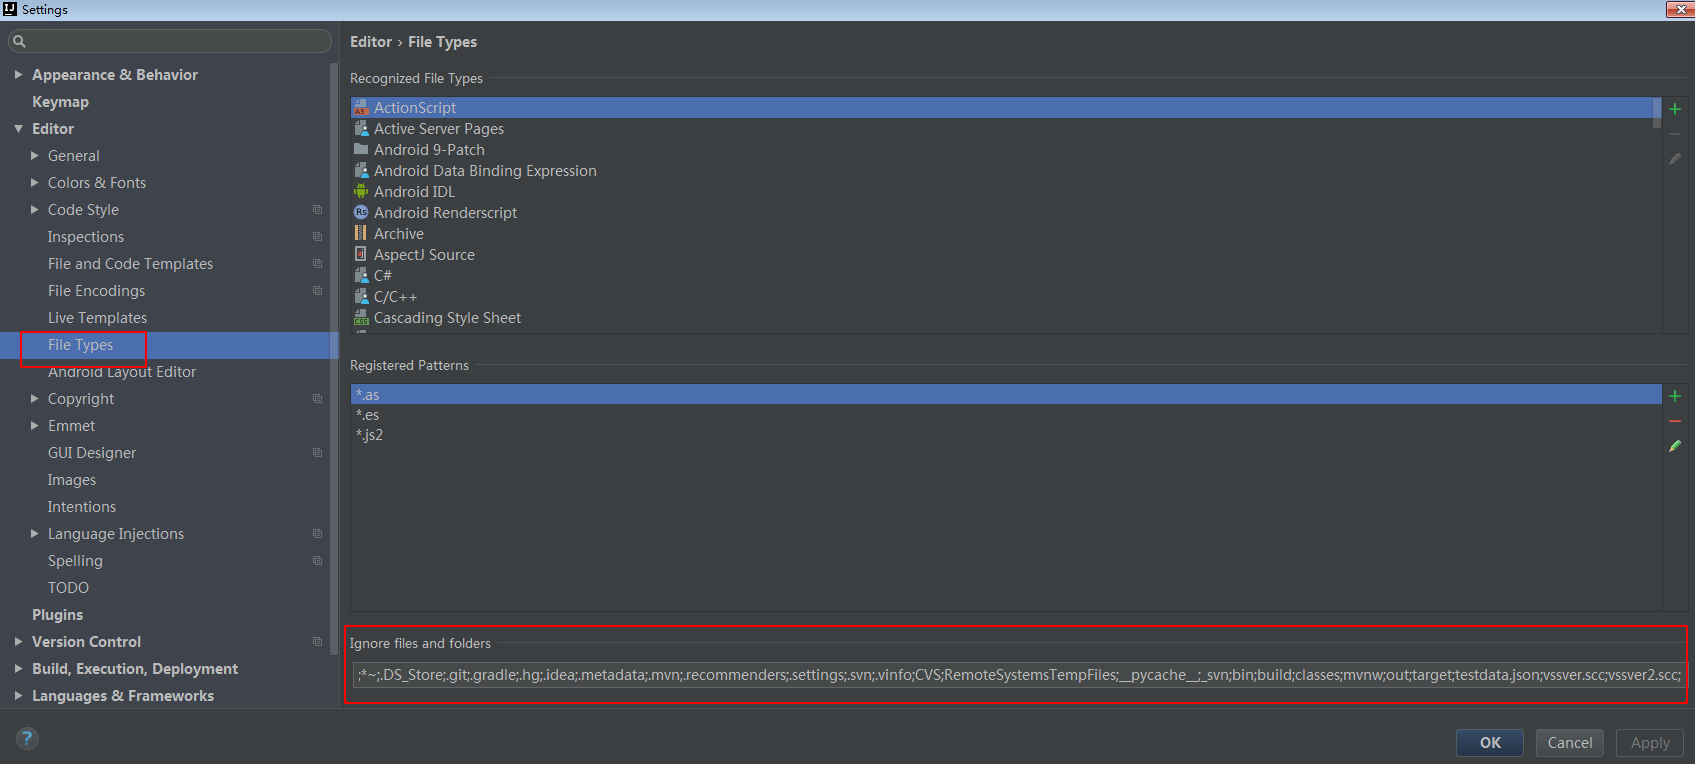 Settings
Appearance & Behavior
Keymap
Editor
General
Colors & Fonts
Code Style
Inspections
File and Code Templates
File Encodings
Live Templates
File Types
Android Layout Editor
Copyright
Emmet
GUI Designer
Images
Intentions
Language Injections
Spelling
TODO
Plugins
Version Control
Build, Execution, Deployment
Languages & Frameworks
Editor › File Types
Recognized File Types
ActionScript
Active Server Pages
Android 9-Patch
Android Data Binding Expression
Android IDL
Android Renderscript
Archive
AspectJ Source
C#
C/C++
Cascading Style Sheet
Registered Patterns
*.as
*.es
*.js2
Ignore files and folders
;*~;.DS_Store;.git;.gradle;.hg;.idea;.metadata;.mvn;.recommenders;.settings;.svn;.vinfo;CVS;RemoteSystemsTempFiles;__pycache__;_svn;bin;build;classes;mvnw;out;target;testdata.json;vssver.scc;vssver2.scc;
?
OK
Cancel
Apply